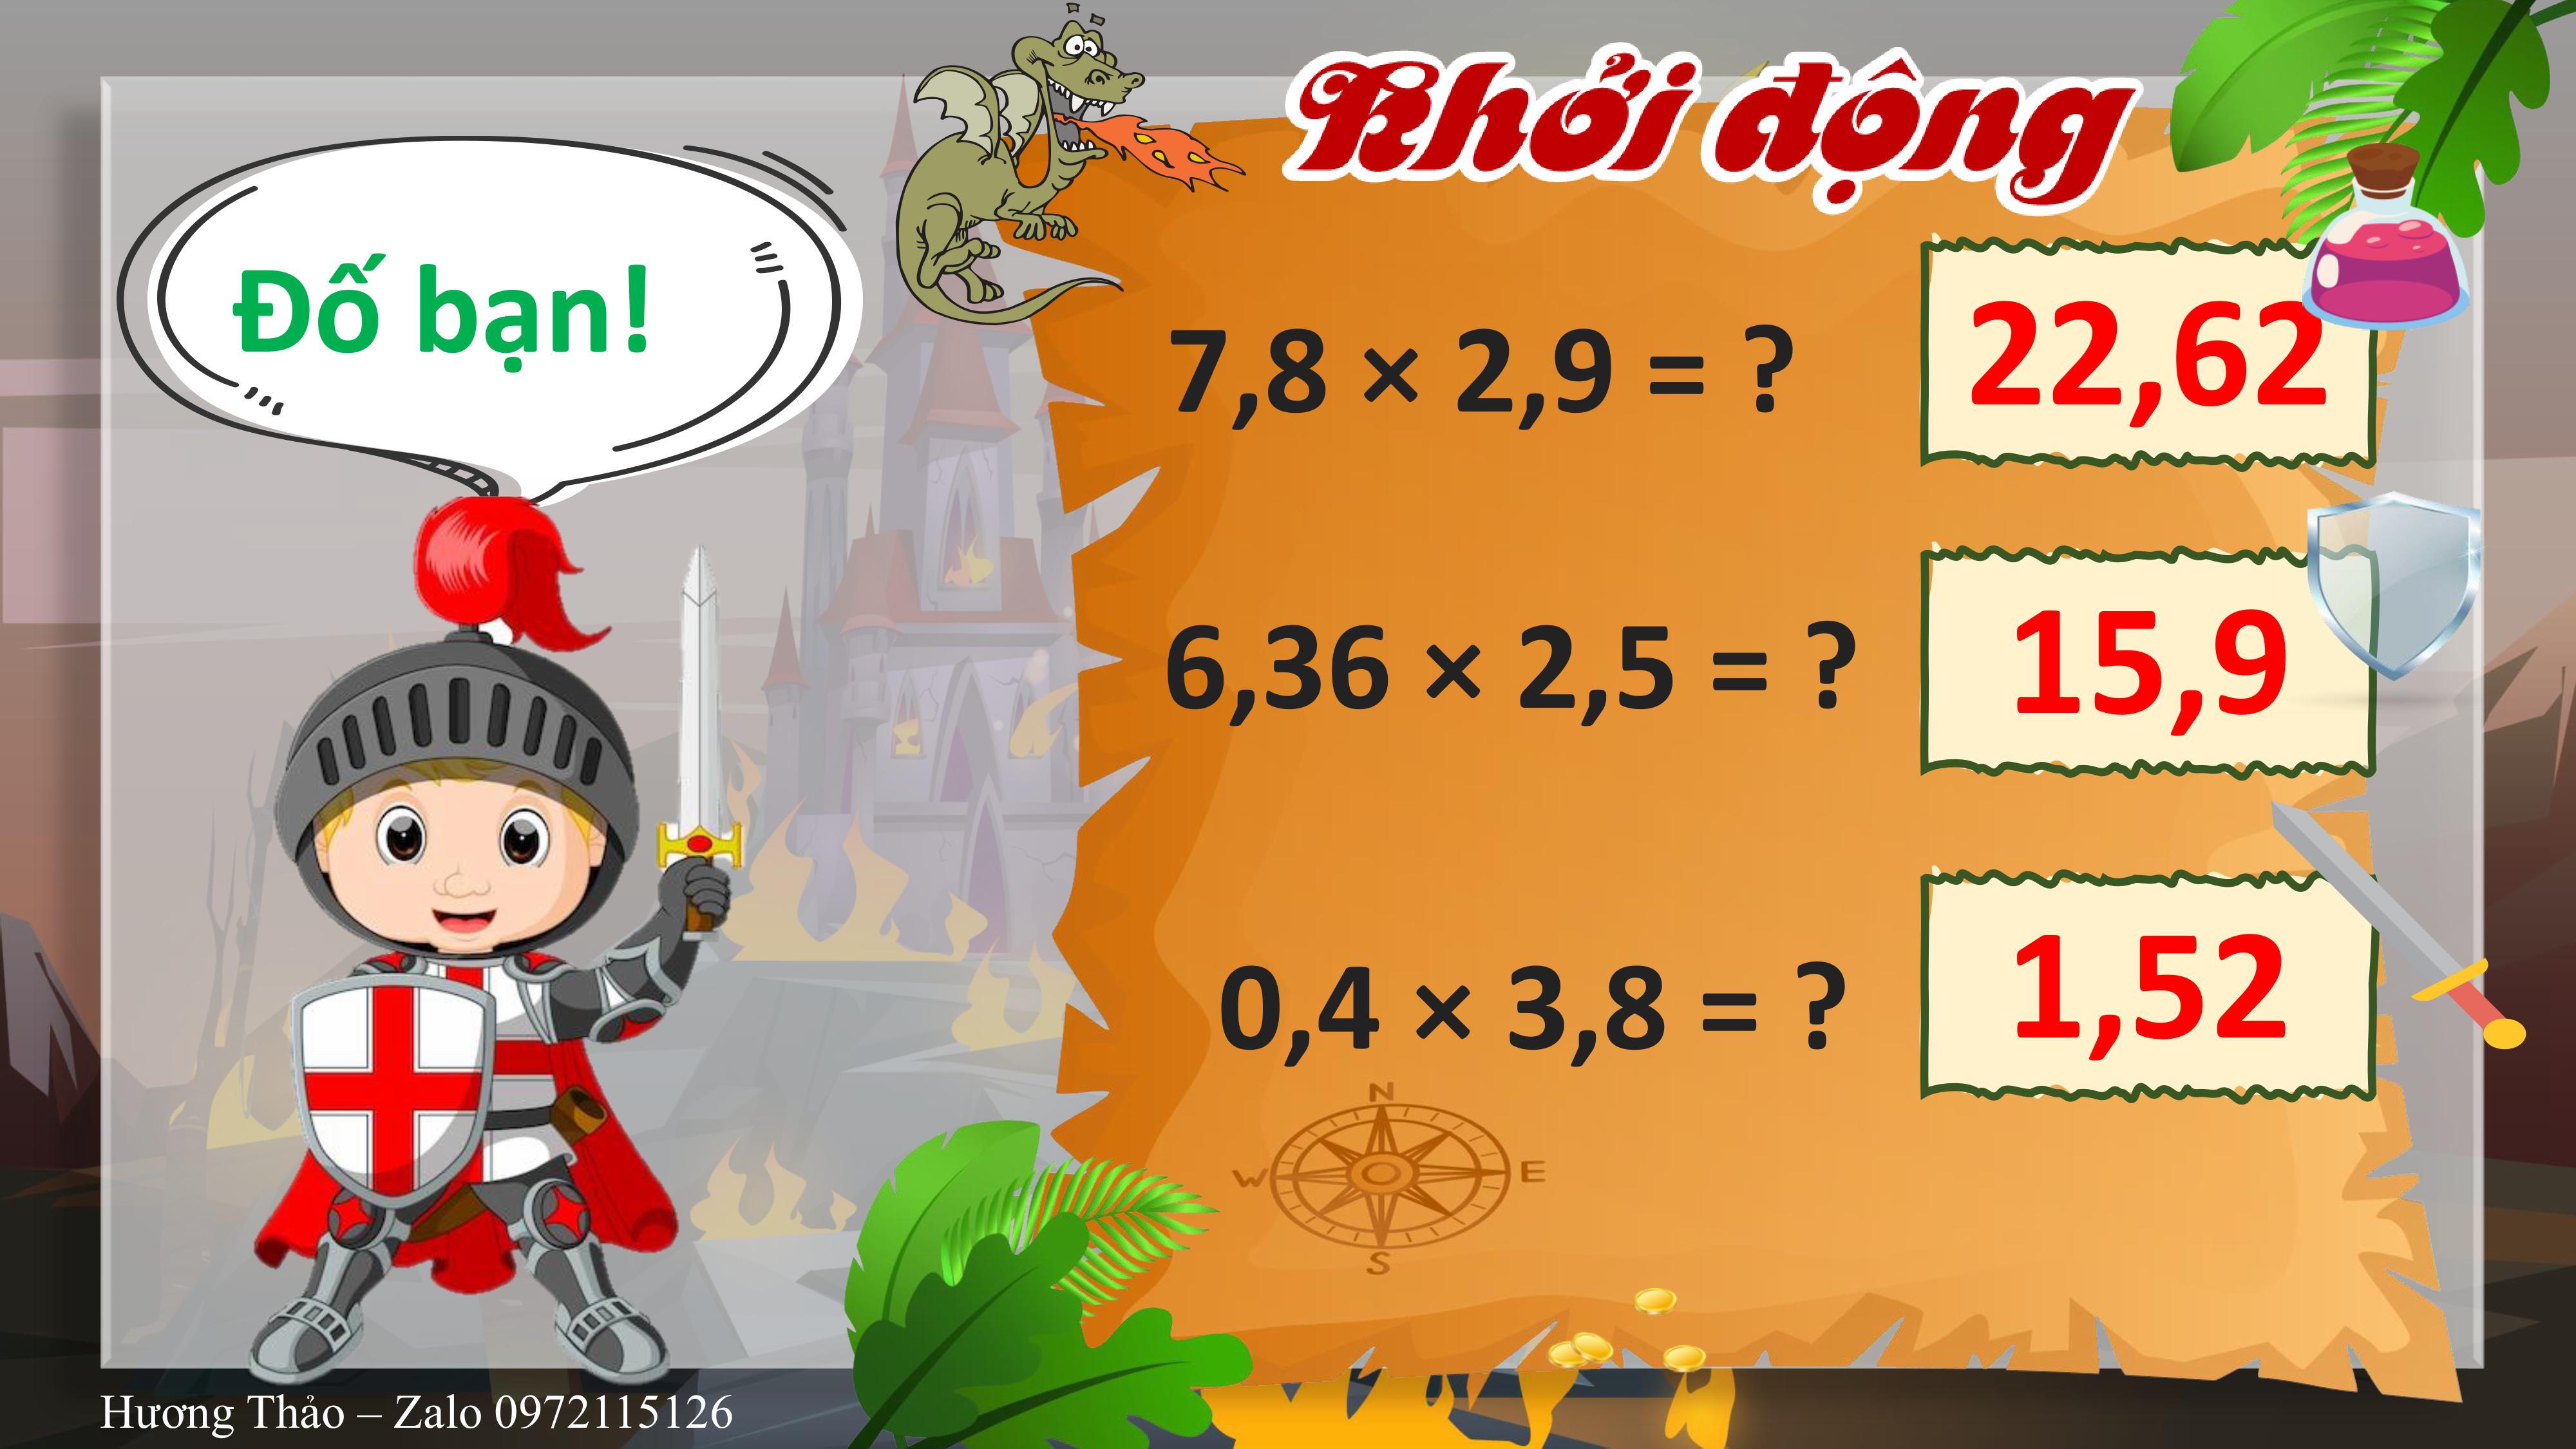 Khởi động
Đố bạn!
7,8 × 2,9 = ?
22,62
6,36 × 2,5 = ?
15,9
0,4 × 3,8 = ?
1,52
N
W
E
S
Hương Thảo – Zalo 0972115126